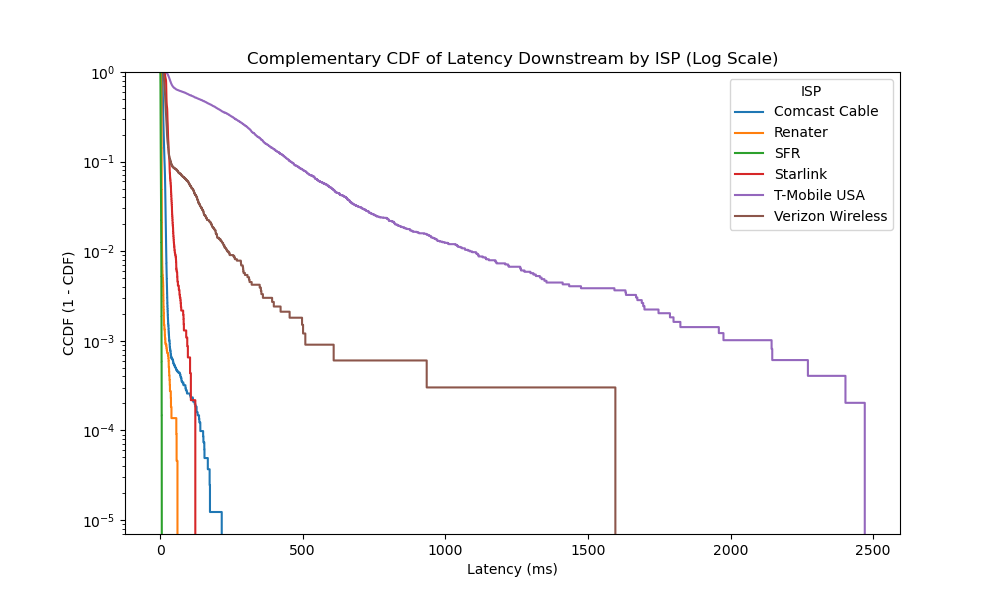 Complementary CDF of Latency Downstream by ISP (Log Scale)
CCDF (1 - CDF)
10⁰
10⁻¹
10⁻²
10⁻³
10⁻⁴
10⁻⁵
ISP
Comcast Cable
Renater
SFR
Starlink
T-Mobile USA
Verizon Wireless
0 500 1000 1500 2000 2500
Latency (ms)